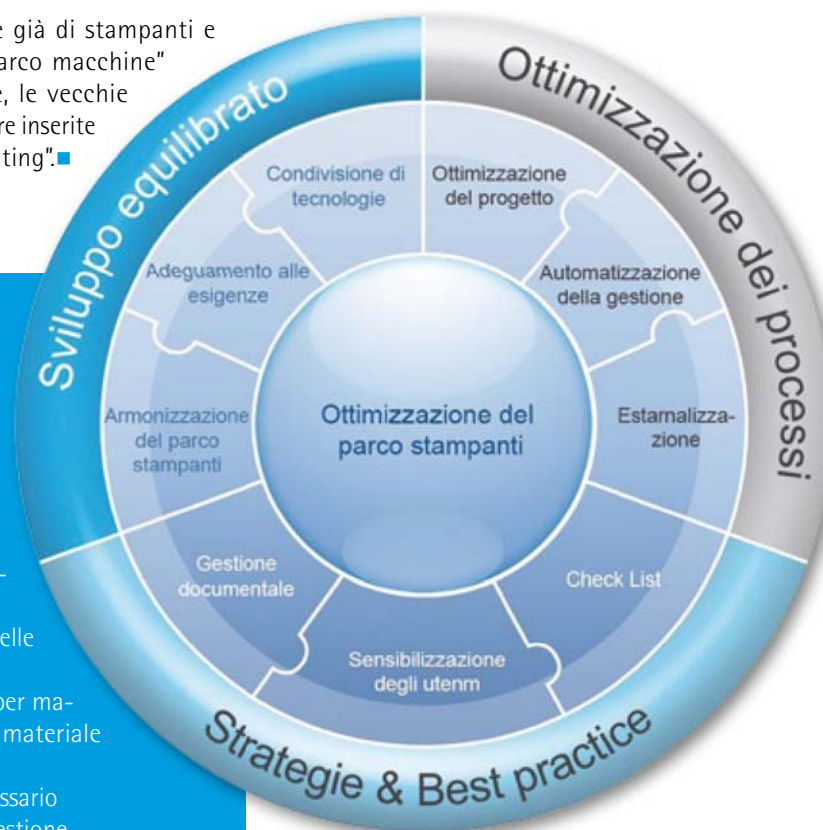 e già di stampanti e
arco macchine"
e, le vecchie
re inserite
ting".
Sviluppo equilibrato
Ottimizzazione dei processi
Strategie & Best practice
Condivisione di
tecnologie
Ottimizzazione
del progetto
Adeguamento alle
esigenze
Automatizzazione
della gestione
Armonizzazione
del parco
stampanti
Ottimizzazione del
parco stampanti
Estarnalizza-
zione
Gestione
documentale
Check List
Sensibilizzazione
degli utenm
-
elle
per ma-
materiale
ssario
estione